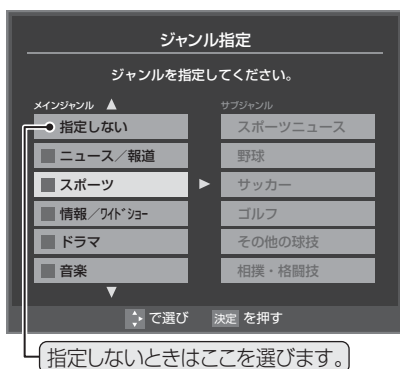 ジャンル指定
ジャンルを指定してください。
メインジャンル
サブジャンル
指定しない
スポーツニュース
ニュース／報道
野球
スポーツ
サッカー
情報／ワイドショー
ゴルフ
ドラマ
その他の球技
音楽
相撲・格闘技
で選び 決定 を押す
指定しないときはここを選びます。